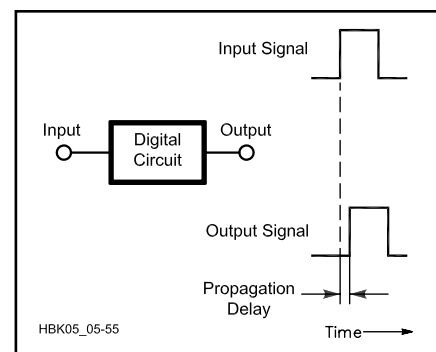 Input Signal
Input
Output
Digital
Circuit
Output Signal
Propagation
Delay
HBK05_05-55
Time